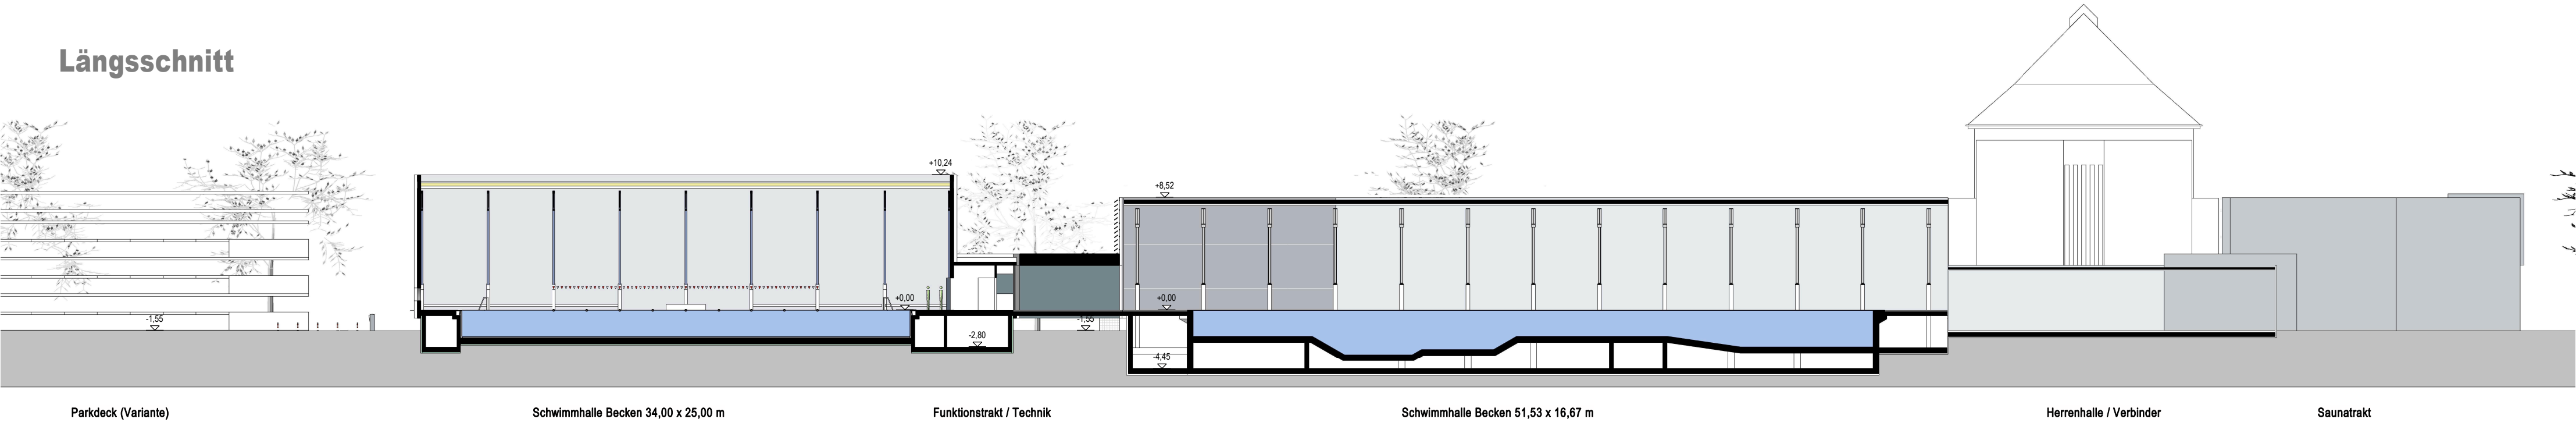 Längsschnitt
+10,24
+8,52
+0,00
+0,00
-1,55
-1,55
-2,80
-4,45
Parkdeck (Variante)
Schwimmhalle Becken 34,00 x 25,00 m
Funktionstrakt / Technik
Schwimmhalle Becken 51,53 x 16,67 m
Herrenhalle / Verbinder
Saunatrakt